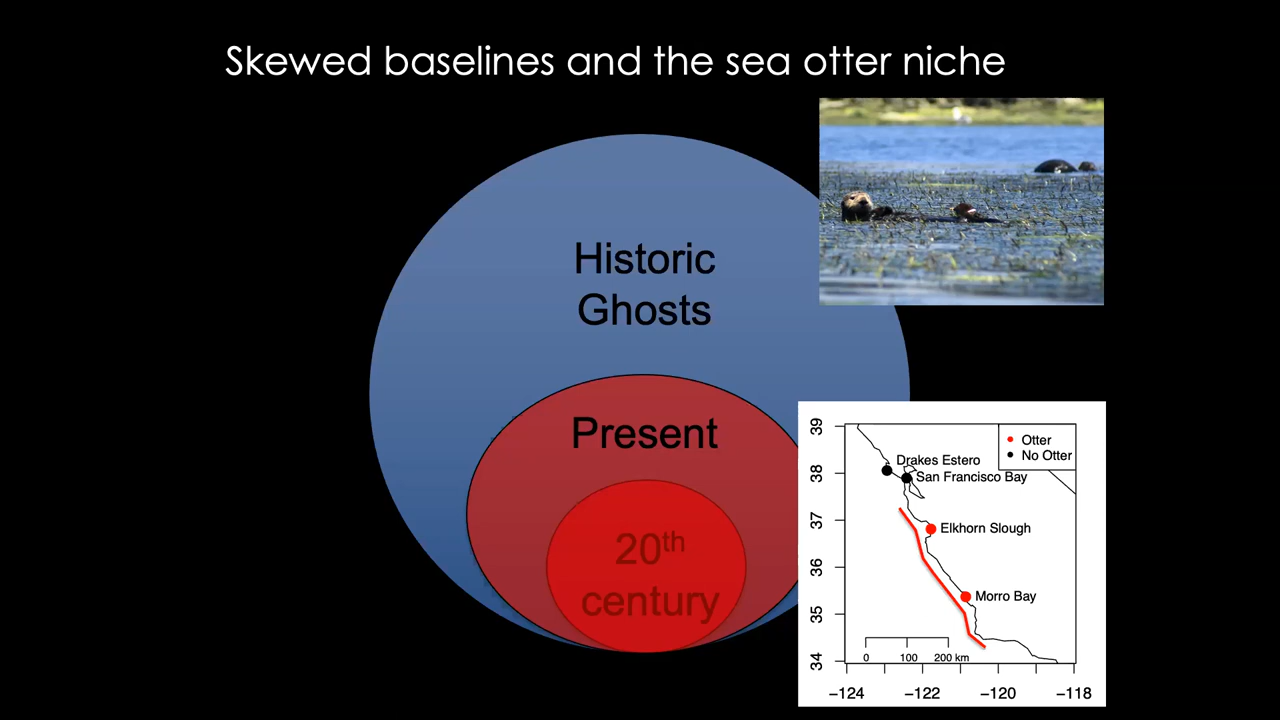 Skewed baselines and the sea otter niche
Historic
Ghosts
Present
20th
century
39
38
37
36
35
34
Otter
No Otter
Drakes Estero
San Francisco Bay
Elkhorn Slough
Morro Bay
0 100 200 km
−124 −122 −120 −118